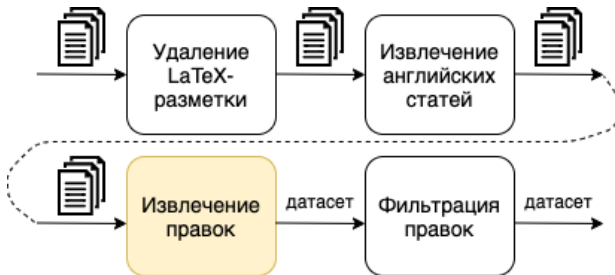 Удаление
LaTeX-
разметки
Извлечение
английских
статей
Извлечение
правок
датасет
Фильтрация
правок
датасет